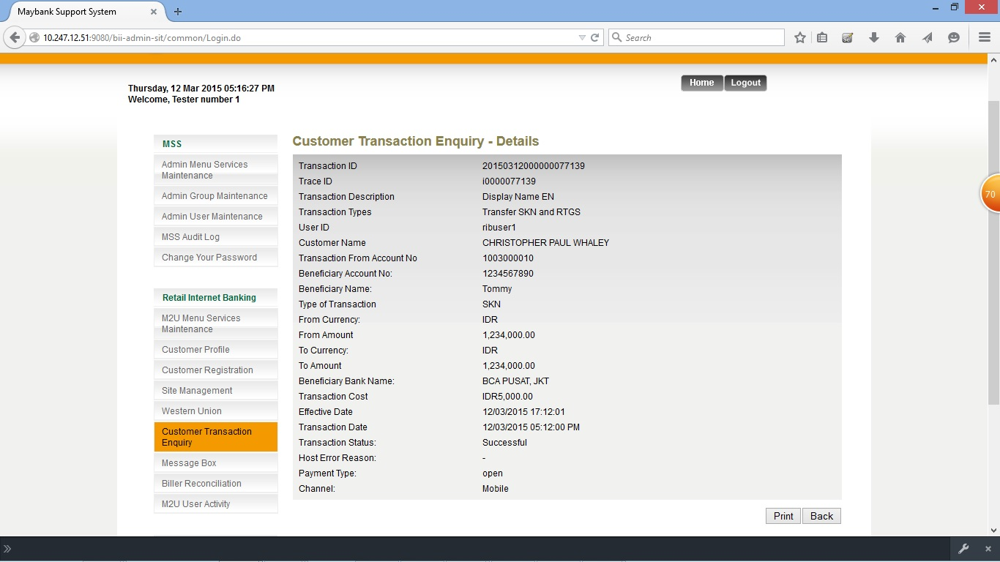 Maybank Support System
10.247.12.51:9080/bii-admin-sit/common/Login.do
Search
Thursday, 12 Mar 2015 05:16:27 PM
Welcome, Tester number 1
Home
Logout
MSS
Admin Menu Services
Maintenance
Admin Group Maintenance
Admin User Maintenance
MSS Audit Log
Change Your Password
Retail Internet Banking
M2U Menu Services
Maintenance
Customer Profile
Customer Registration
Site Management
Western Union
Customer Transaction
Enquiry
Message Box
Biller Reconciliation
M2U User Activity
Customer Transaction Enquiry - Details
Transaction ID 20150312000000077139
Trace ID i0000077139
Transaction Description Display Name EN
Transaction Types Transfer SKN and RTGS
User ID ribuser1
Customer Name CHRISTOPHER PAUL WHALEY
Transaction From Account No 1003000010
Beneficiary Account No: 1234567890
Beneficiary Name: Tommy
Type of Transaction SKN
From Currency: IDR
From Amount 1,234,000.00
To Currency: IDR
To Amount 1,234,000.00
Beneficiary Bank Name: BCA PUSAT, JKT
Transaction Cost IDR5,000.00
Effective Date 12/03/2015 17:12:01
Transaction Date 12/03/2015 05:12:00 PM
Transaction Status: Successful
Host Error Reason: -
Payment Type: open
Channel: Mobile
Print
Back
70